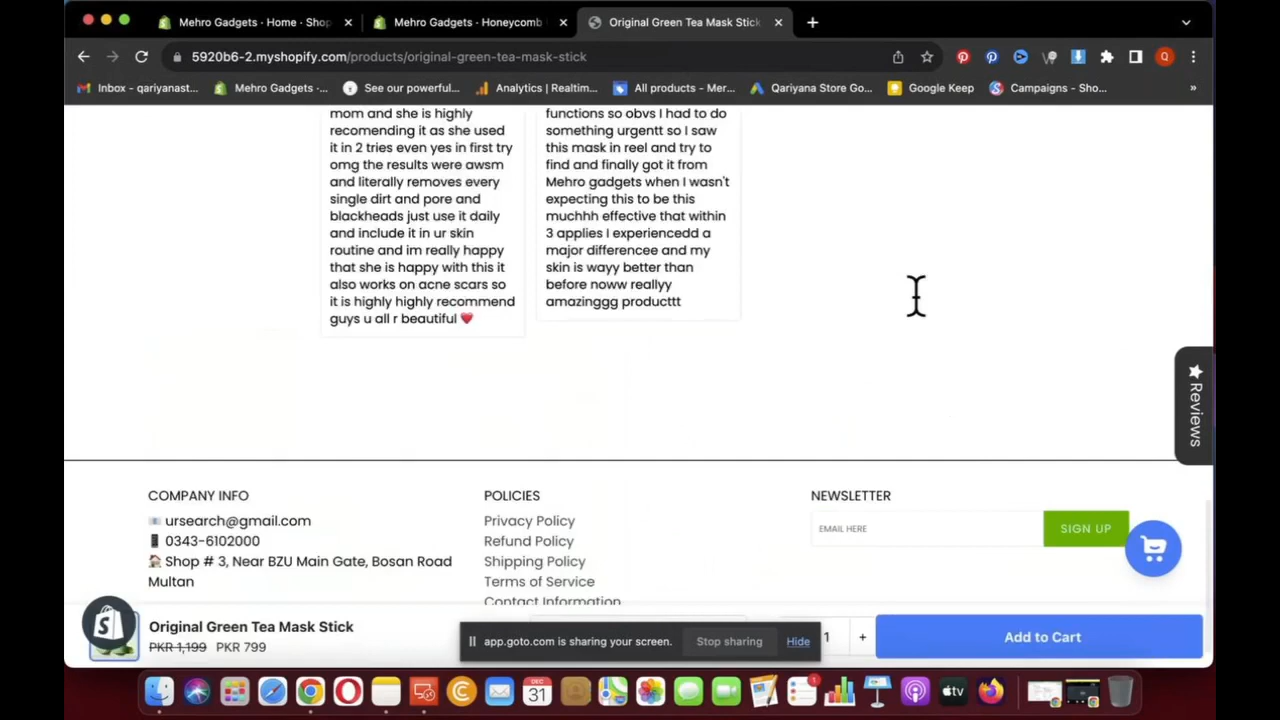 Mehro Gadgets · Home · Shop
Mehro Gadgets · Honeycomb
Original Green Tea Mask Stick
5920b6-2.myshopify.com/products/original-green-tea-mask-stick
Q
Inbox - qariyanast...
Mehro Gadgets ·...
See our powerful...
Analytics | Realtim...
All products - Mer...
Qariyana Store Go...
Google Keep
Campaigns - Sho...
»
mom and she is highly
recomending it as she used
it in 2 tries even yes in first try
omg the results were awsm
and literally removes every
single dirt and pore and
blackheads just use it daily
and include it in ur skin
routine and im really happy
that she is happy with this it
also works on acne scars so
it is highly highly recommend
guys u all r beautiful ❤️
functions so obvs I had to do
something urgentt so I saw
this mask in reel and try to
find and finally got it from
Mehro gadgets when I wasn't
expecting this to be this
muchhh effective that within
3 applies I experiencedd a
major differencee and my
skin is wayy better than
before noww reallyy
amazinggg producttt
★ Reviews
COMPANY INFO
📧 ursearch@gmail.com
📱 0343-6102000
🏠 Shop # 3, Near BZU Main Gate, Bosan Road
Multan
POLICIES
Privacy Policy
Refund Policy
Shipping Policy
Terms of Service
Contact Information
NEWSLETTER
EMAIL HERE
SIGN UP
Original Green Tea Mask Stick
PKR 1,199 PKR 799
app.goto.com is sharing your screen.
Stop sharing
Hide
1 +
Add to Cart
DEC
31
1
tv